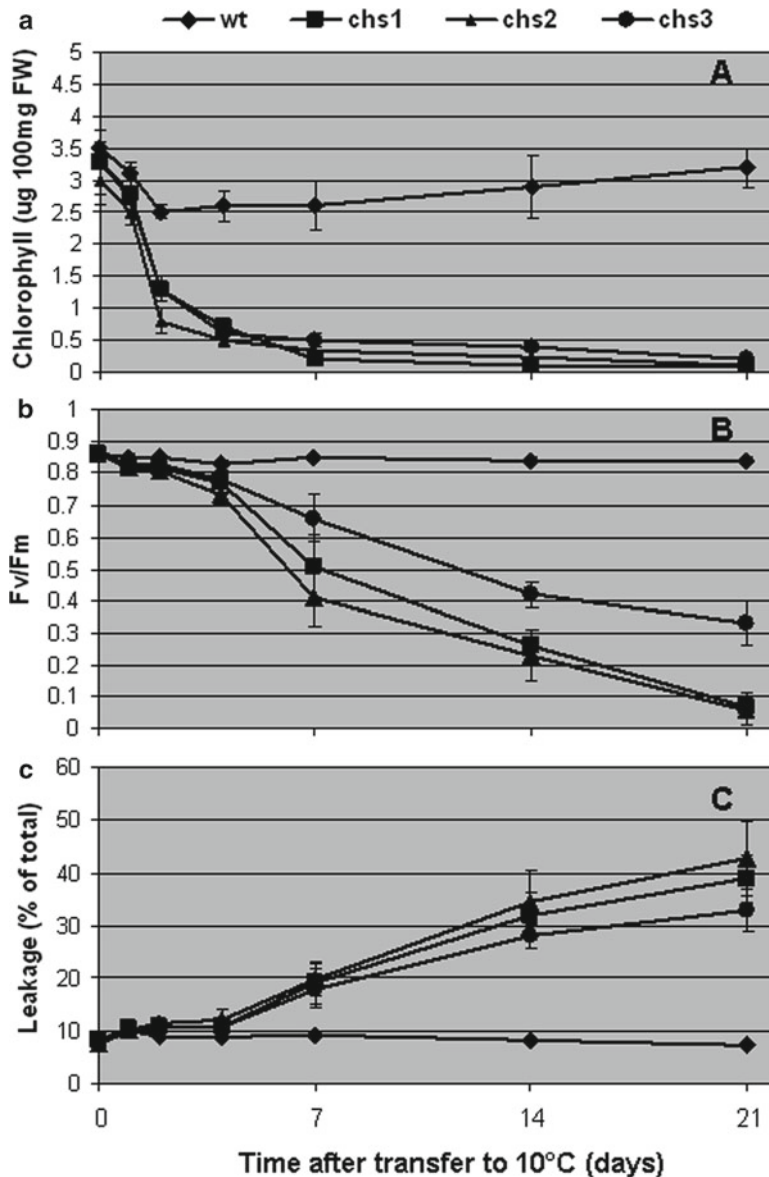 a
wt chs1 chs2 chs3
A
Chlorophyll (ug 100mg FW)
5
4.5
4
3.5
3
2.5
2
1.5
1
0.5
0
b
B
Fv/Fm
1
0.9
0.8
0.7
0.6
0.5
0.4
0.3
0.2
0.1
0
c
C
Leakage (% of total)
60
50
40
30
20
10
0
0 7 14 21
Time after transfer to 10°C (days)